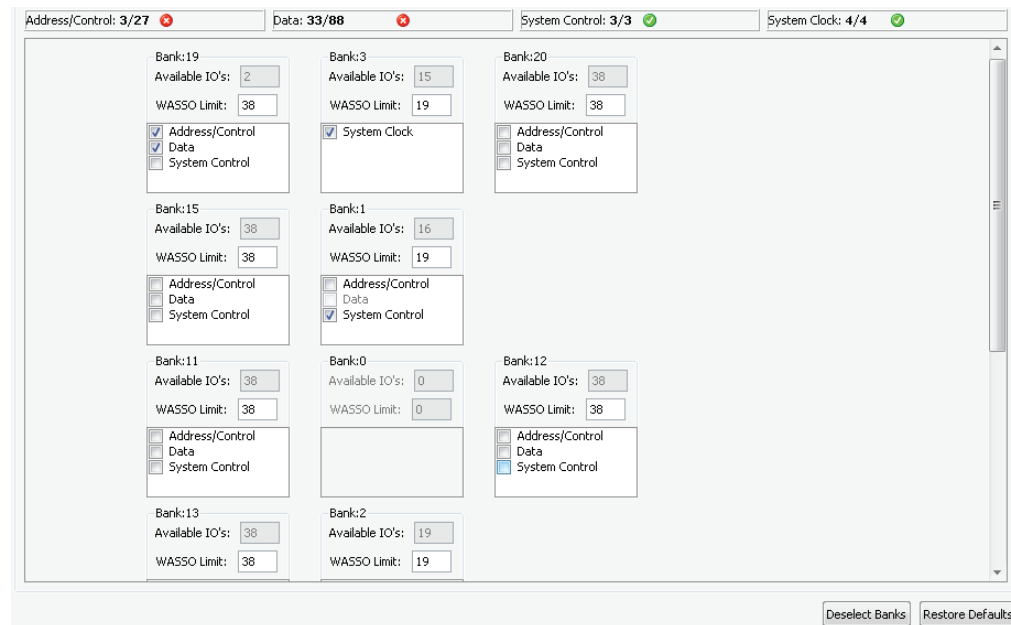 Address/Control: 3/27 Data: 33/88 System Control: 3/3 System Clock: 4/4
Bank:19 Bank:3 Bank:20
Available IO's: 2 Available IO's: 15 Available IO's: 38
WASSO Limit: 38 WASSO Limit: 19 WASSO Limit: 38
Address/Control System Clock Address/Control
Data Data
System Control System Control
Bank:15 Bank:1
Available IO's: 38 Available IO's: 16
WASSO Limit: 38 WASSO Limit: 19
Address/Control Address/Control
Data Data
System Control System Control
Bank:11 Bank:0 Bank:12
Available IO's: 38 Available IO's: 0 Available IO's: 38
WASSO Limit: 38 WASSO Limit: 0 WASSO Limit: 38
Address/Control Address/Control
Data Data
System Control System Control
Bank:13 Bank:2
Available IO's: 38 Available IO's: 19
WASSO Limit: 38 WASSO Limit: 19
Deselect Banks Restore Defaults